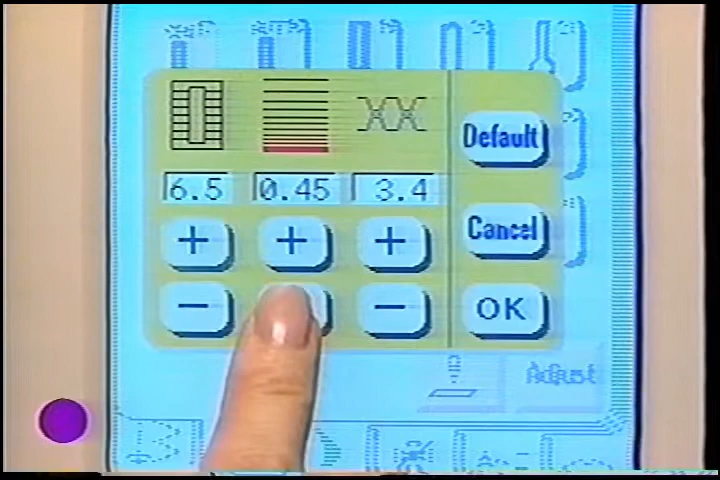 Default
6.5 0.45 3.4
+ + +
Cancel
- -
OK
Adjust